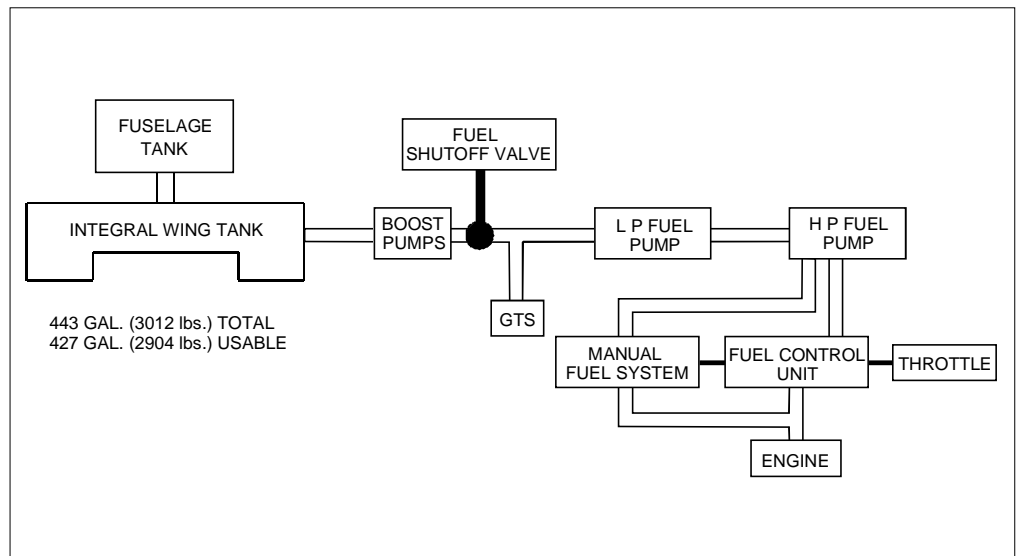 FUSELAGE
TANK
INTEGRAL WING TANK
443 GAL. (3012 lbs.) TOTAL
427 GAL. (2904 lbs.) USABLE
BOOST
PUMPS
FUEL
SHUTOFF VALVE
GTS
L P FUEL
PUMP
H P FUEL
PUMP
MANUAL
FUEL SYSTEM
FUEL CONTROL
UNIT
THROTTLE
ENGINE